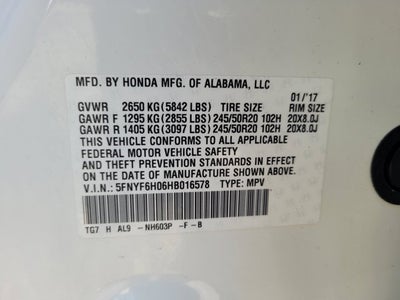 MFD. BY HONDA MFG. OF ALABAMA, LLC
01/'17
GVWR 2650 KG (5842 LBS) TIRE SIZE RIM SIZE
GAWR F 1295 KG (2855 LBS) 245/50R20 102H 20X8.0J
GAWR R 1405 KG (3097 LBS) 245/50R20 102H 20X8.0J
THIS VEHICLE CONFORMS TO ALL APPLICABLE
FEDERAL MOTOR VEHICLE SAFETY
AND THEFT PREVENTION STANDARDS IN EFFECT
ON THE DATE OF MANUFACTURE SHOWN ABOVE.
V.I.N.: 5FNYF6H06HB016578 TYPE: MPV
TG7 H AL9 -NH603P -F -B